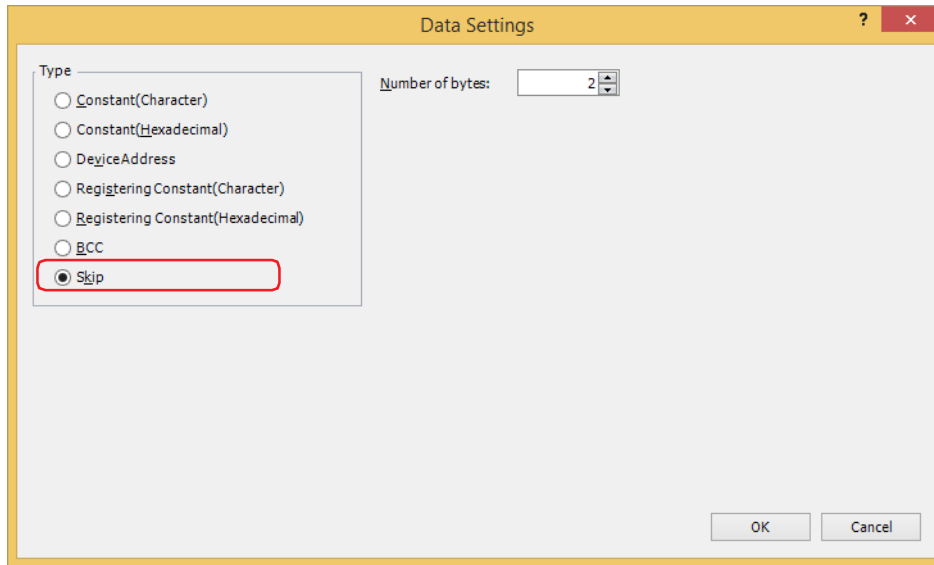 Data Settings
?
×
Type
Constant(Character)
Constant(Hexadecimal)
DeviceAddress
Registering Constant(Character)
Registering Constant(Hexadecimal)
BCC
Skip
Number of bytes:
2
OK
Cancel